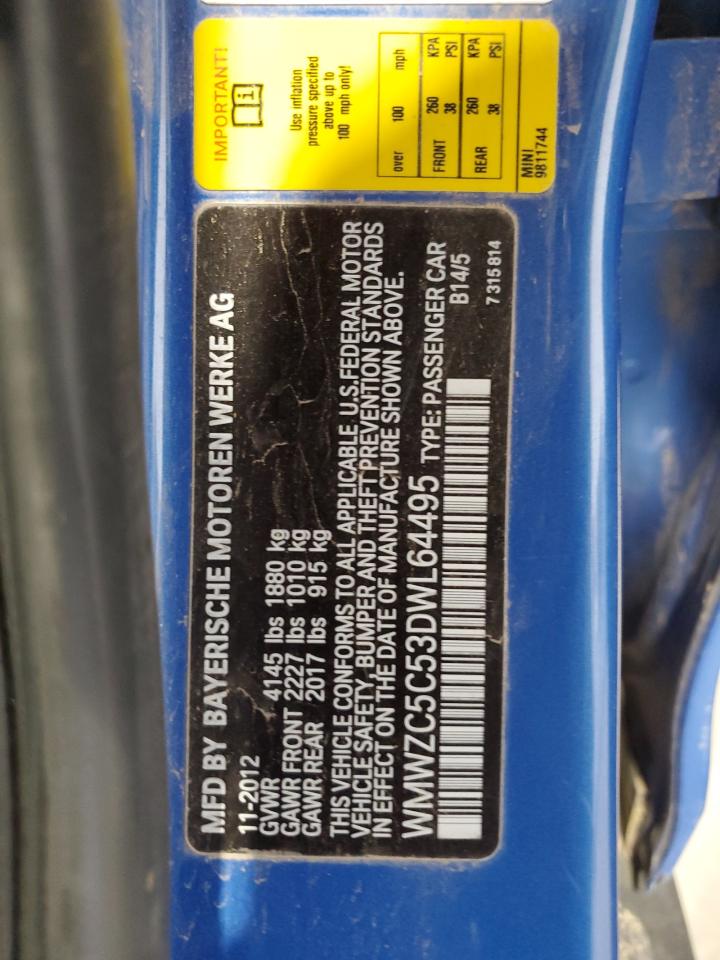 MFD BY BAYERISCHE MOTOREN WERKE AG
11-2012
GVWR 4145 lbs 1880 kg
GAWR FRONT 2227 lbs 1010 kg
GAWR REAR 2017 lbs 915 kg
THIS VEHICLE CONFORMS TO ALL APPLICABLE U.S.FEDERAL MOTOR
VEHICLE SAFETY, BUMPER AND THEFT PREVENTION STANDARDS
IN EFFECT ON THE DATE OF MANUFACTURE SHOWN ABOVE.
WMWZC5C53DWL64495 TYPE: PASSENGER CAR
B14/5
7 315 814
IMPORTANT!
Use inflation
pressure specified
above up to
100 mph only!
over 100 mph
FRONT 260 KPA
38 PSI
REAR 260 KPA
38 PSI
MINI
9811744